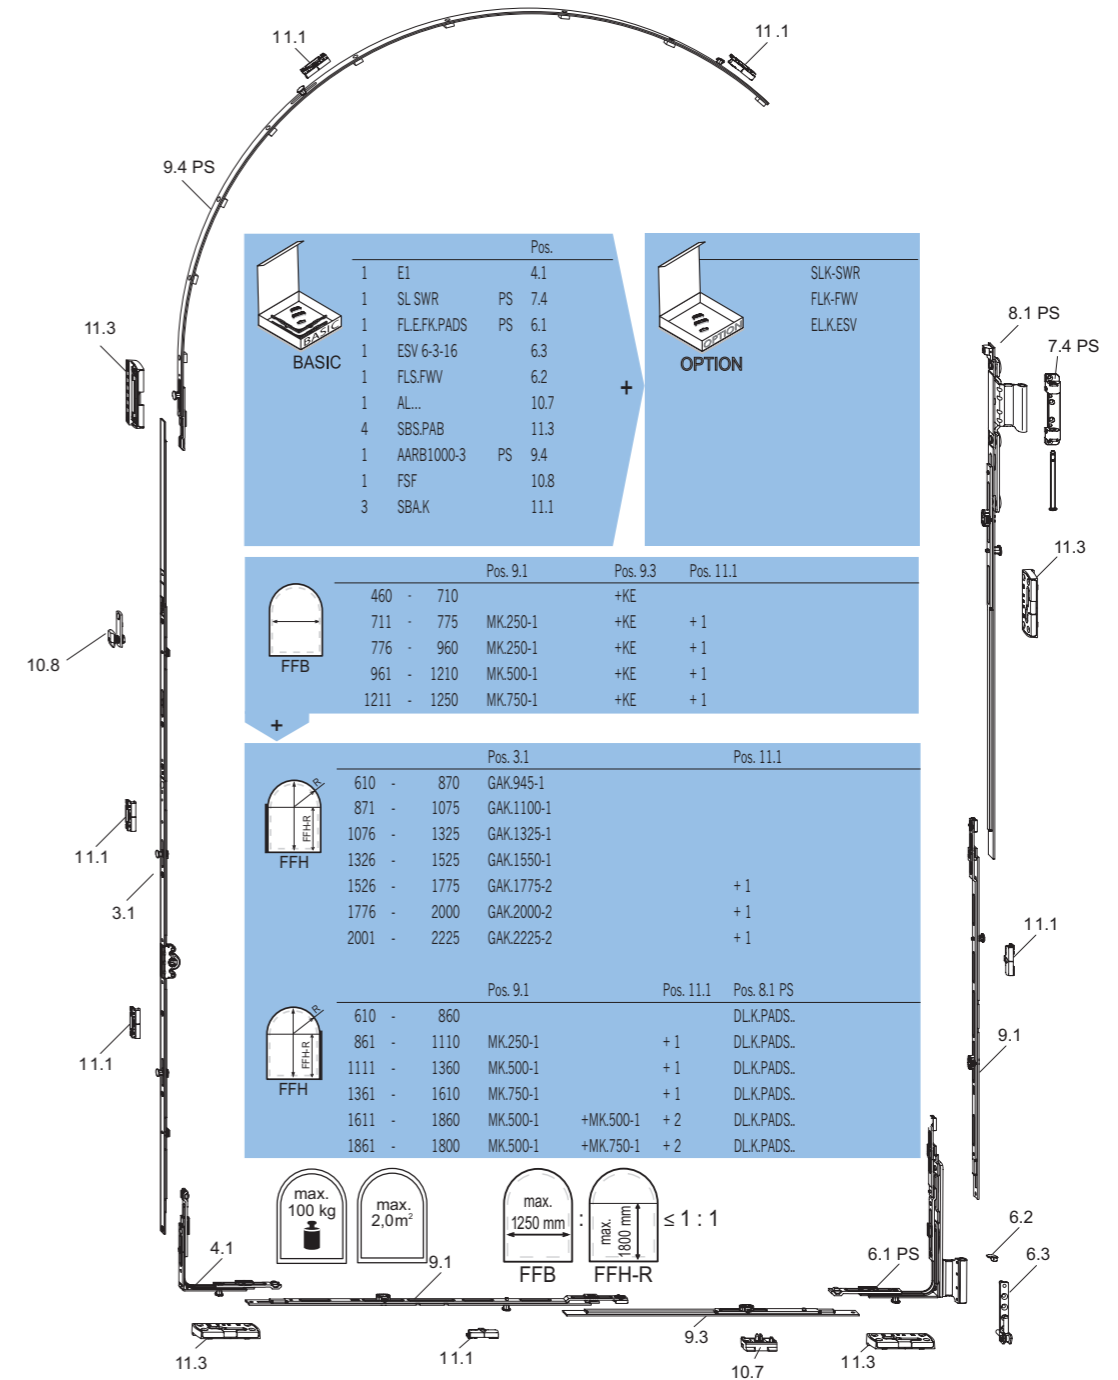 11.1
11.1
9.4 PS
11.3
Pos.
1 E1 4.1
1 SL SWR PS 7.4
1 FL.E.FK.PADS PS 6.1
1 ESV 6-3-16 6.3
1 FLS.FWV 6.2
1 AL... 10.7
4 SBS.PAB 11.3
1 AARB1000-3 PS 9.4
1 FSF 10.8
3 SBA.K 11.1
BASIC
BASIC
+
SLK-SWR
FLK-FWV
EL.K.ESV
OPTION
OPTION
8.1 PS
7.4 PS
11.3
10.8
Pos. 9.1 Pos. 9.3 Pos. 11.1
460 - 710 +KE
711 - 775 MK.250-1 +KE + 1
776 - 960 MK.250-1 +KE + 1
961 - 1210 MK.500-1 +KE + 1
1211 - 1250 MK.750-1 +KE + 1
FFB
+
Pos. 3.1 Pos. 11.1
610 - 870 GAK.945-1
871 - 1075 GAK.1100-1
1076 - 1325 GAK.1325-1
1326 - 1525 GAK.1550-1
1526 - 1775 GAK.1775-2 + 1
1776 - 2000 GAK.2000-2 + 1
2001 - 2225 GAK.2225-2 + 1
R
FFH-R
FFH
Pos. 9.1 Pos. 11.1 Pos. 8.1 PS
610 - 860 DL.K.PADS..
861 - 1110 MK.250-1 + 1 DL.K.PADS..
1111 - 1360 MK.500-1 + 1 DL.K.PADS..
1361 - 1610 MK.750-1 + 1 DL.K.PADS..
1611 - 1860 MK.500-1 +MK.500-1 + 2 DL.K.PADS..
1861 - 1800 MK.500-1 +MK.750-1 + 2 DL.K.PADS..
R
FFH-R
FFH
11.1
3.1
11.1
11.1
9.1
max.
100 kg
max.
2,0m²
max.
1250 mm
FFB
:
max.
1800 mm
FFH-R
≤ 1 : 1
4.1
9.1
6.1 PS
6.2
6.3
11.3
11.1
9.3
10.7
11.3